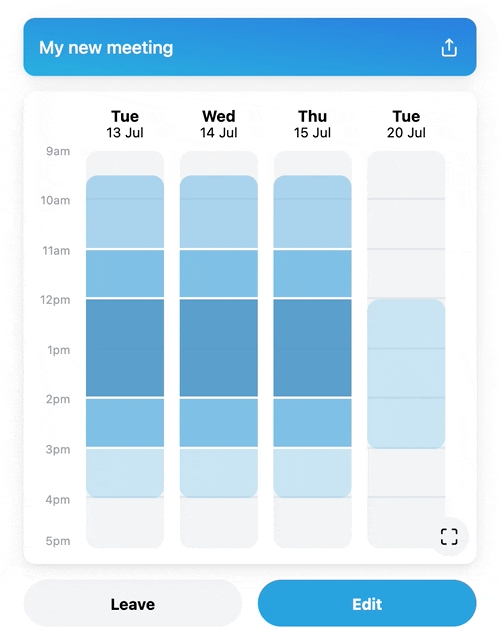 My new meeting
Tue Wed Thu Tue
13 Jul 14 Jul 15 Jul 20 Jul
9am
10am
11am
12pm
1pm
2pm
3pm
4pm
5pm
Leave Edit